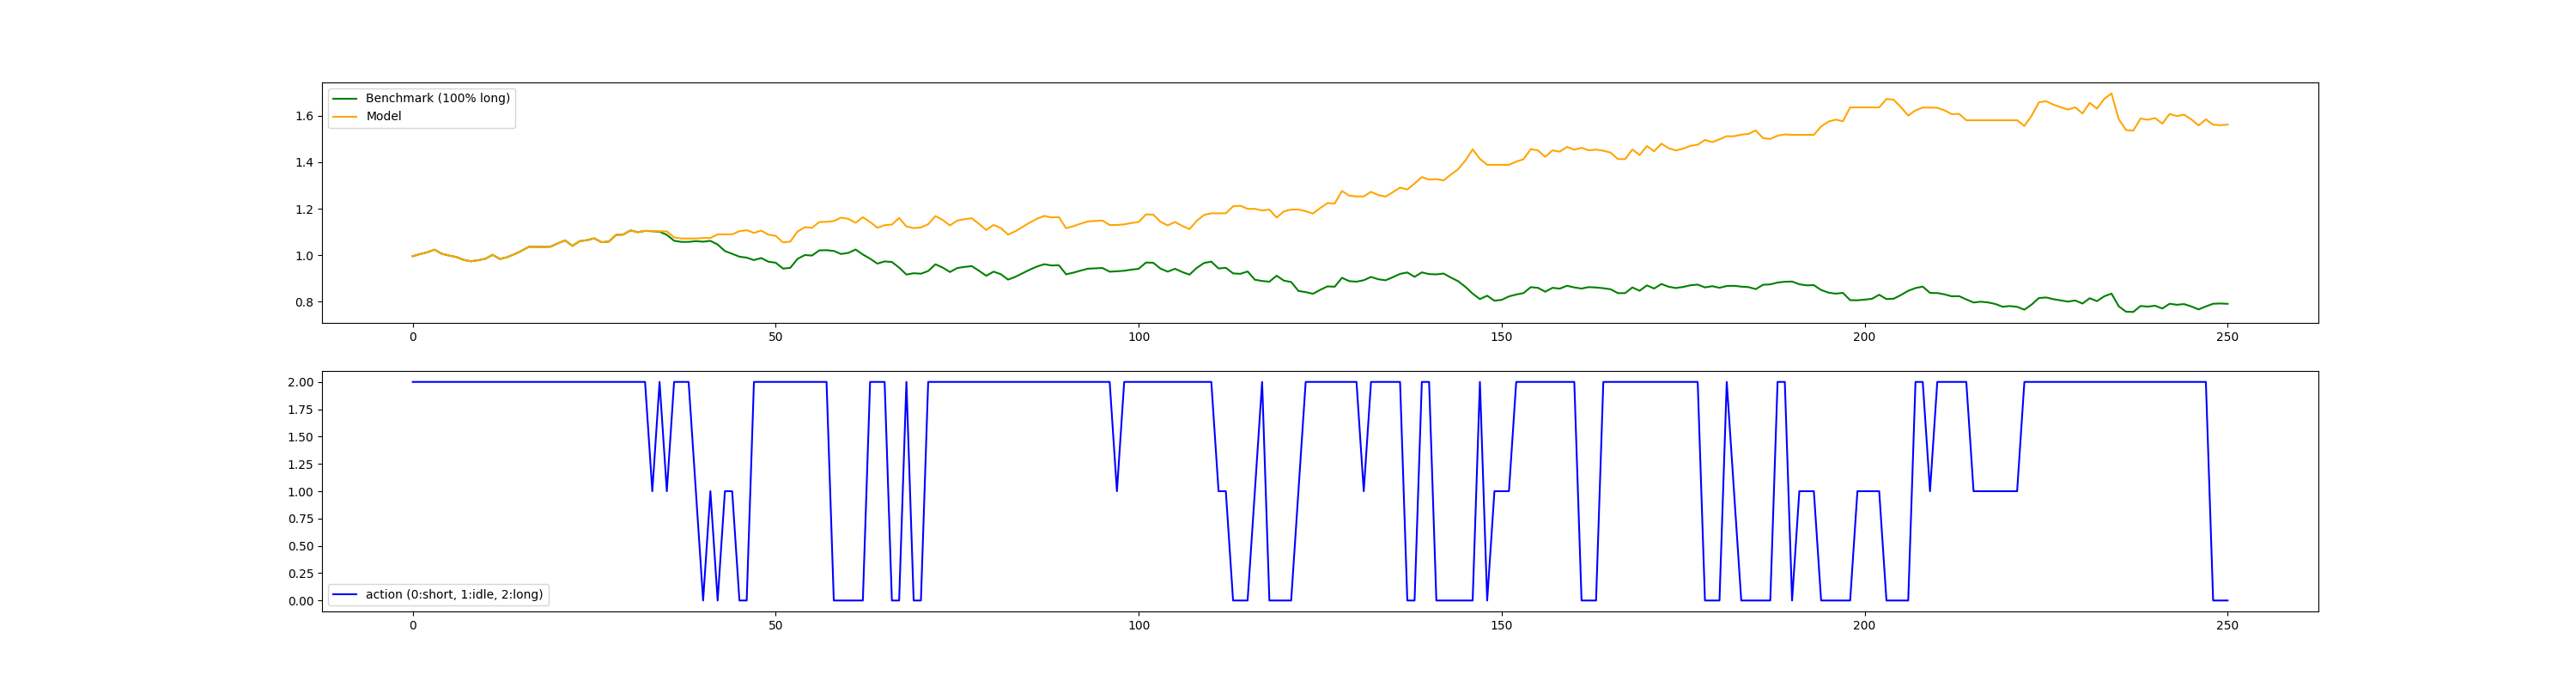 Benchmark (100% long)
Model
1.6
1.4
1.2
1.0
0.8
0 50 100 150 200 250
2.00
1.75
1.50
1.25
1.00
0.75
0.50
0.25
0.00
action (0:short, 1:idle, 2:long)
0 50 100 150 200 250